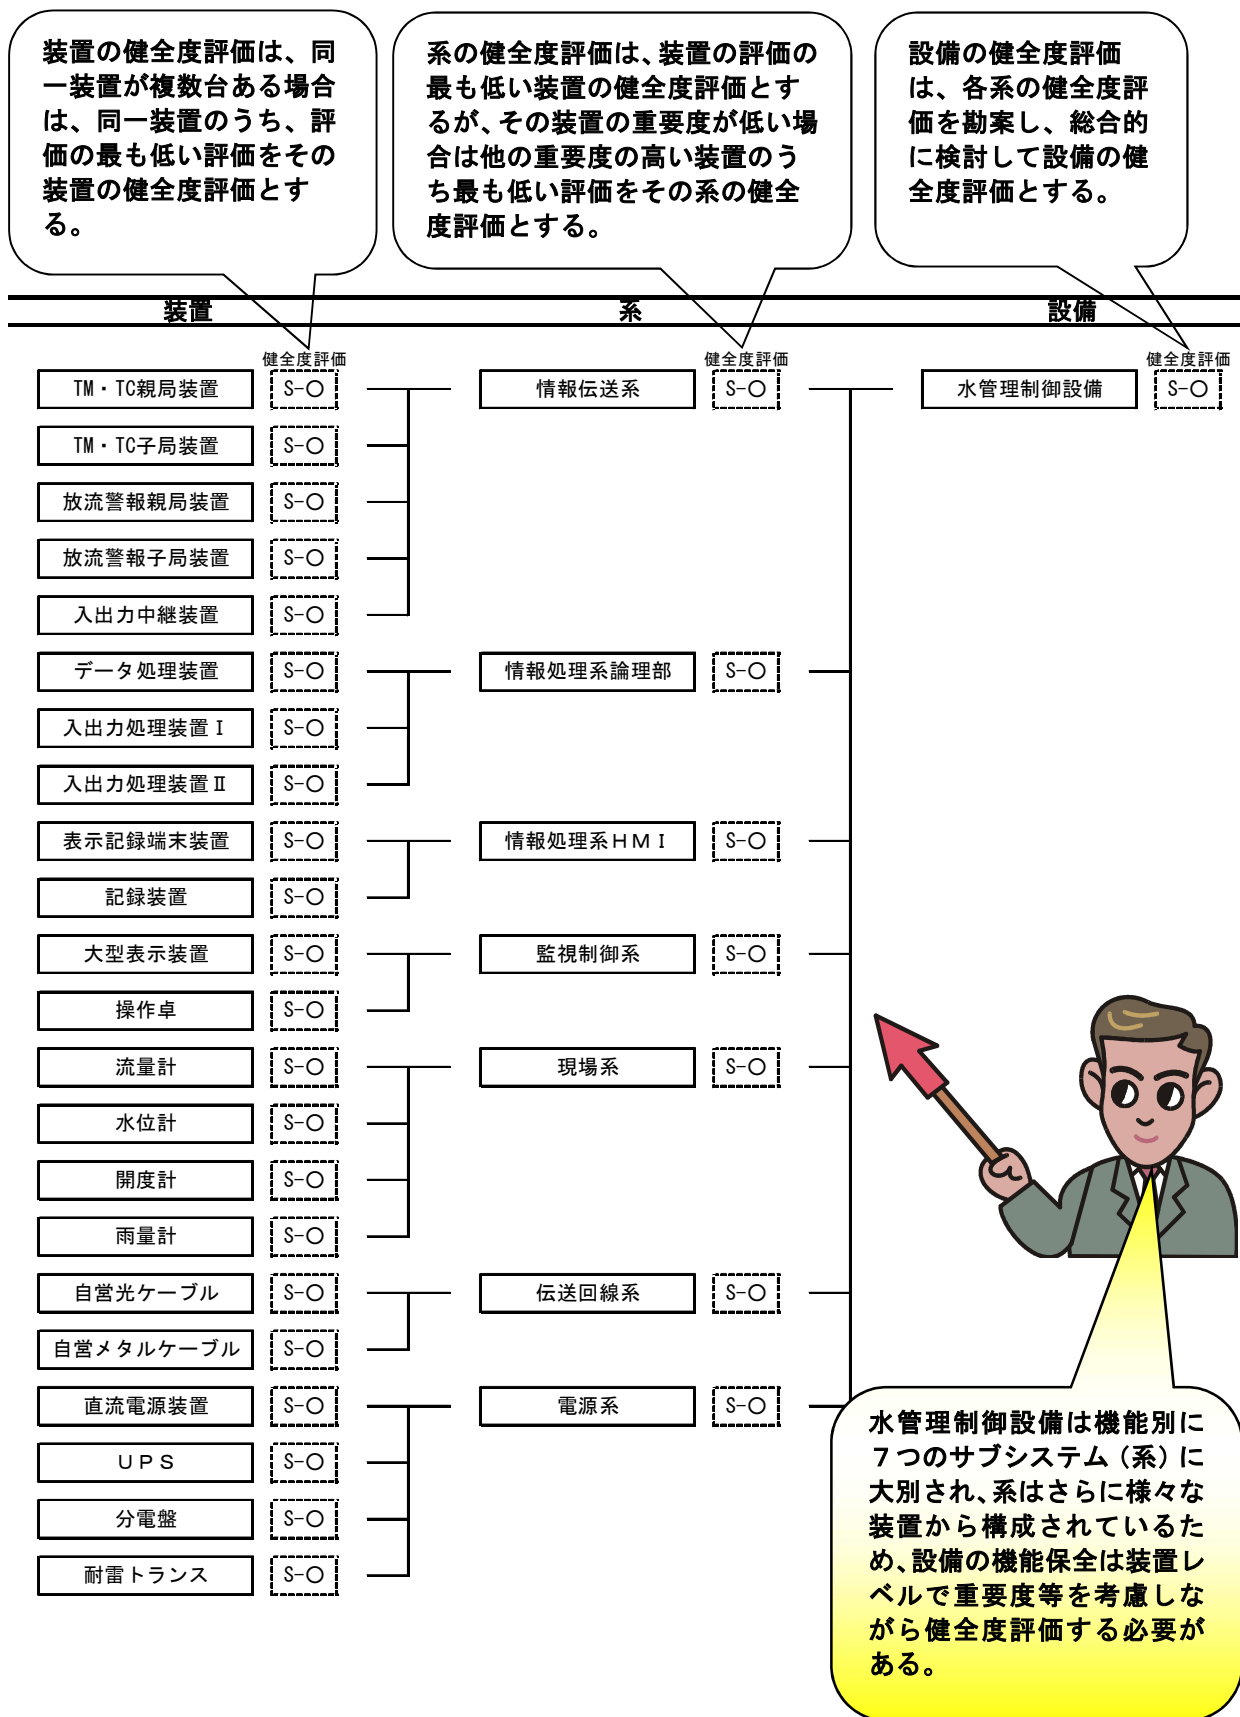 装置の健全度評価は、同
一装置が複数台ある場合
は、同一装置のうち、評
価の最も低い評価をその
装置の健全度評価とす
る。
系の健全度評価は、装置の評価の
最も低い装置の健全度評価とす
るが、その装置の重要度が低い場
合は他の重要度の高い装置のう
ち最も低い評価をその系の健全
度評価とする。
設備の健全度評価
は、各系の健全度評
価を勘案し、総合的
に検討して設備の健
全度評価とする。
装置 系 設備
健全度評価 健全度評価 健全度評価
TM・TC親局装置 S-○ 情報伝送系 S-○ 水管理制御設備 S-○
TM・TC子局装置 S-○
放流警報親局装置 S-○
放流警報子局装置 S-○
入出力中継装置 S-○
データ処理装置 S-○ 情報処理系論理部 S-○
入出力処理装置Ⅰ S-○
入出力処理装置Ⅱ S-○
表示記録端末装置 S-○ 情報処理系ＨＭＩ S-○
記録装置 S-○
大型表示装置 S-○ 監視制御系 S-○
操作卓 S-○
流量計 S-○ 現場系 S-○
水位計 S-○
開度計 S-○
雨量計 S-○
自営光ケーブル S-○ 伝送回線系 S-○
自営メタルケーブル S-○
直流電源装置 S-○ 電源系 S-○
ＵＰＳ S-○
分電盤 S-○
耐雷トランス S-○
水管理制御設備は機能別に
７つのサブシステム（系）に
大別され、系はさらに様々な
装置から構成されているた
め、設備の機能保全は装置レ
ベルで重要度等を考慮しな
がら健全度評価する必要が
ある。